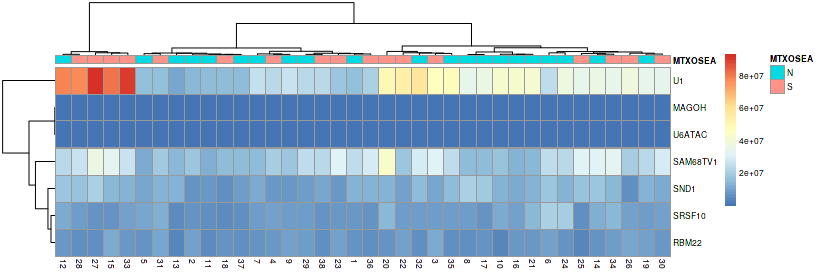 MTXOSEA
U1
MAGOH
U6ATAC
SAM68TV1
SND1
SRSF10
RBM22
12 28 27 15 33 5 31 13 2 11 18 37 7 4 9 29 38 23 1 36 20 22 32 3 35 8 17 10 16 21 6 24 25 14 34 26 19 30
MTXOSEA
N
S
8e+07
6e+07
4e+07
2e+07